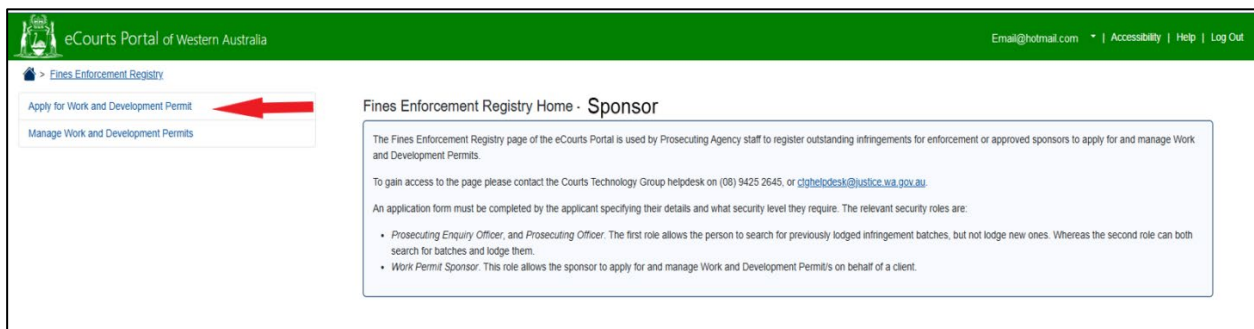 eCourts Portal of Western Australia
Email@hotmail.com | Accessibility | Help | Log Out
> Fines Enforcement Registry
Apply for Work and Development Permit
Manage Work and Development Permits
Fines Enforcement Registry Home - Sponsor
The Fines Enforcement Registry page of the eCourts Portal is used by Prosecuting Agency staff to register outstanding infringements for enforcement or approved sponsors to apply for and manage Work
and Development Permits.
To gain access to the page please contact the Courts Technology Group helpdesk on (08) 9425 2645, or ctghelpdesk@justice.wa.gov.au.
An application form must be completed by the applicant specifying their details and what security level they require. The relevant security roles are:
• Prosecuting Enquiry Officer, and Prosecuting Officer. The first role allows the person to search for previously lodged infringement batches, but not lodge new ones. Whereas the second role can both
search for batches and lodge them.
• Work Permit Sponsor. This role allows the sponsor to apply for and manage Work and Development Permit/s on behalf of a client.